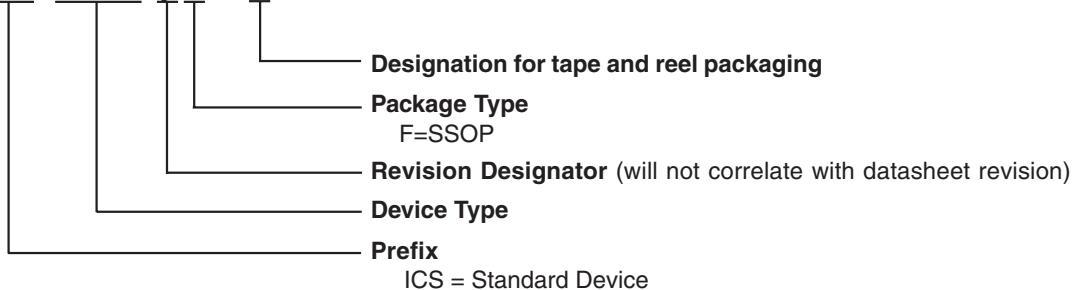 Designation for tape and reel packaging
Package Type
F=SSOP
Revision Designator (will not correlate with datasheet revision)
Device Type
Prefix
ICS = Standard Device